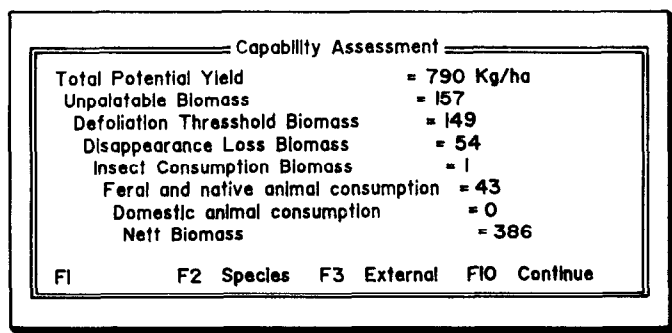 Capability Assessment
Total Potential Yield = 790 Kg/ha
Unpalatable Biomass = 157
Defoliation Thresshold Biomass = 149
Disappearance Loss Biomass = 54
Insect Consumption Biomass = 1
Feral and native animal consumption = 43
Domestic animal consumption = 0
Nett Biomass = 386
F1 F2 Species F3 External F10 Continue